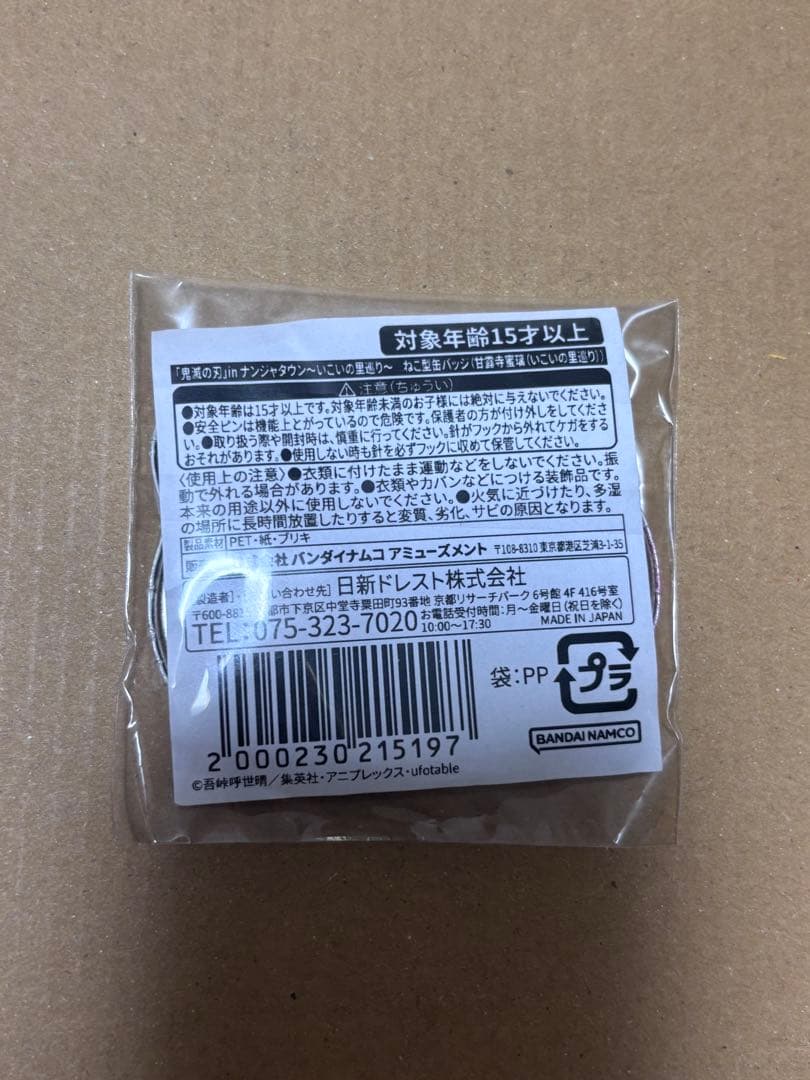 対象年齢15才以上
「鬼滅の刃」in ナンジャタウン～いこいの里巡り～ ねこ型缶バッジ(甘露寺蜜璃(いこいの里巡り))
⚠注意(ちゅうい)
●対象年齢は15才以上です。対象年齢未満のお子様には絶対に与えないでください。
●安全ピンは機能上とがっているので危険です。保護者の方が付け外しをしてくださ
い。●取り扱う際や開封時は、慎重に行ってください。針がフックから外れてケガをする
おそれがあります。●使用しない時も針を必ずフックに収めて保管してください。
〈使用上の注意〉●衣類に付けたまま運動などをしないでください。振
動で外れる場合があります。●衣類やカバンなどにつける装飾品です。
本来の用途以外に使用しないでください。●火気に近づけたり、多湿
の場所に長時間放置したりすると変質、劣化、サビの原因となります。
製品素材 PET・紙・ブリキ
販 会社 バンダイナムコ アミューズメント 〒108-8310 東京都港区芝浦3-1-35
製造者]・ い合わせ先] 日新ドレスト株式会社
〒600-88 都市下京区中堂寺粟田町93番地 京都リサーチパーク 6号館 4F 416号室
TEL:075-323-7020 お電話受付時間:月～金曜日(祝日を除く) 10:00～17:30 MADE IN JAPAN
袋:PP プラ
BANDAI NAMCO
2 000230 215197
©吾峠呼世晴／集英社・アニプレックス・ufotable